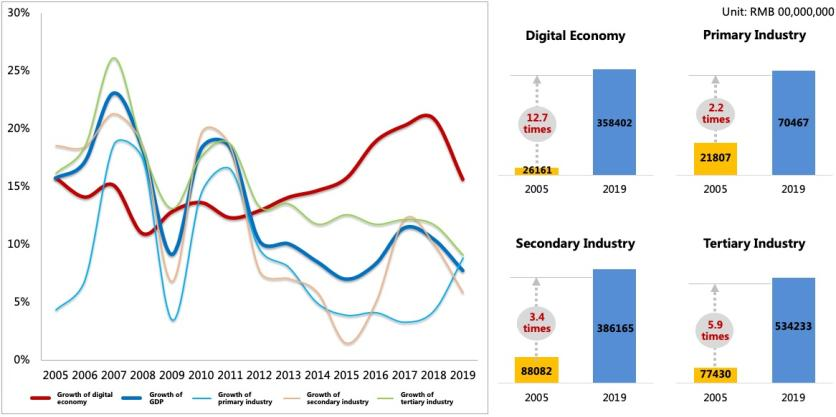 30%
25%
20%
15%
10%
5%
0%
2005 2006 2007 2008 2009 2010 2011 2012 2013 2014 2015 2016 2017 2018 2019
Growth of digital
economy
Growth of
GDP
Growth of
primary industry
Growth of
secondary industry
Growth of
tertiary industry
Unit: RMB 00,000,000
Digital Economy
12.7
times
26161
358402
2005 2019
Primary Industry
2.2
times
21807
70467
2005 2019
Secondary Industry
3.4
times
88082
386165
2005 2019
Tertiary Industry
5.9
times
77430
534233
2005 2019